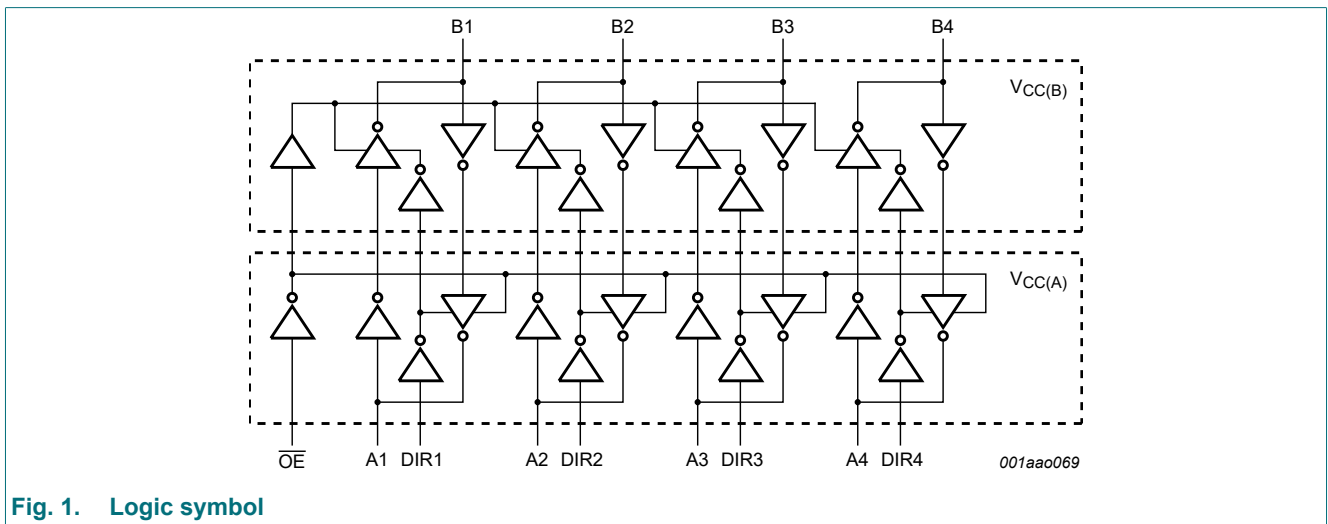 B1 B2 B3 B4
VCC(B)
VCC(A)
OE A1 DIR1 A2 DIR2 A3 DIR3 A4 DIR4 001aao069
Fig. 1. Logic symbol